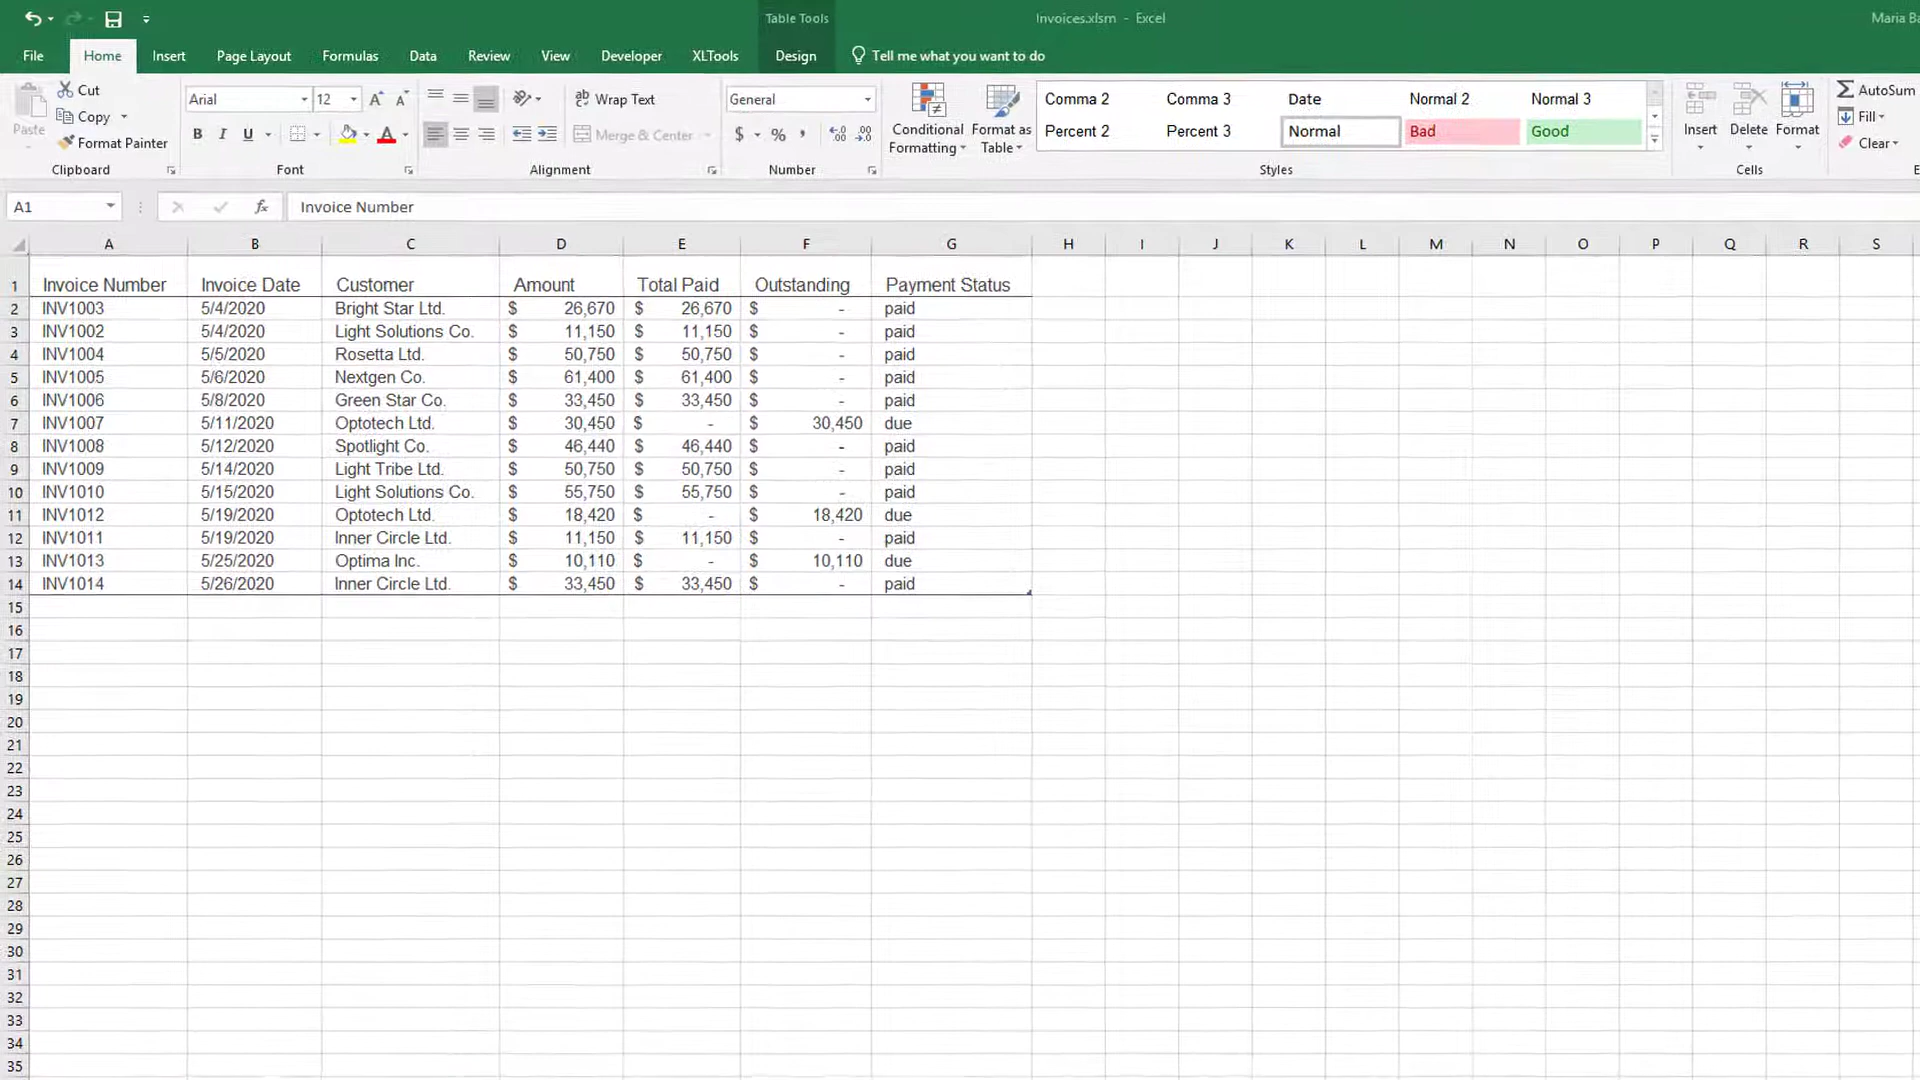 Table Tools
Invoices.xlsm - Excel
Maria Ba
File Home Insert Page Layout Formulas Data Review View Developer XLTools Design Tell me what you want to do
Paste
Cut
Copy
Format Painter
Clipboard
Arial 12
B I U
Font
Wrap Text
Merge & Center
Alignment
General
$ % ,
Number
Conditional Formatting
Format as Table
Comma 2 Comma 3 Date Normal 2 Normal 3
Percent 2 Percent 3 Normal Bad Good
Styles
Insert Delete Format
Cells
AutoSum
Fill
Clear
E
A1 fx Invoice Number
A B C D E F G H I J K L M N O P Q R S
1 Invoice Number Invoice Date Customer Amount Total Paid Outstanding Payment Status
2 INV1003 5/4/2020 Bright Star Ltd. $ 26,670 $ 26,670 $ - paid
3 INV1002 5/4/2020 Light Solutions Co. $ 11,150 $ 11,150 $ - paid
4 INV1004 5/5/2020 Rosetta Ltd. $ 50,750 $ 50,750 $ - paid
5 INV1005 5/6/2020 Nextgen Co. $ 61,400 $ 61,400 $ - paid
6 INV1006 5/8/2020 Green Star Co. $ 33,450 $ 33,450 $ - paid
7 INV1007 5/11/2020 Optotech Ltd. $ 30,450 $ - $ 30,450 due
8 INV1008 5/12/2020 Spotlight Co. $ 46,440 $ 46,440 $ - paid
9 INV1009 5/14/2020 Light Tribe Ltd. $ 50,750 $ 50,750 $ - paid
10 INV1010 5/15/2020 Light Solutions Co. $ 55,750 $ 55,750 $ - paid
11 INV1012 5/19/2020 Optotech Ltd. $ 18,420 $ - $ 18,420 due
12 INV1011 5/19/2020 Inner Circle Ltd. $ 11,150 $ 11,150 $ - paid
13 INV1013 5/25/2020 Optima Inc. $ 10,110 $ - $ 10,110 due
14 INV1014 5/26/2020 Inner Circle Ltd. $ 33,450 $ 33,450 $ - paid
15
16
17
18
19
20
21
22
23
24
25
26
27
28
29
30
31
32
33
34
35